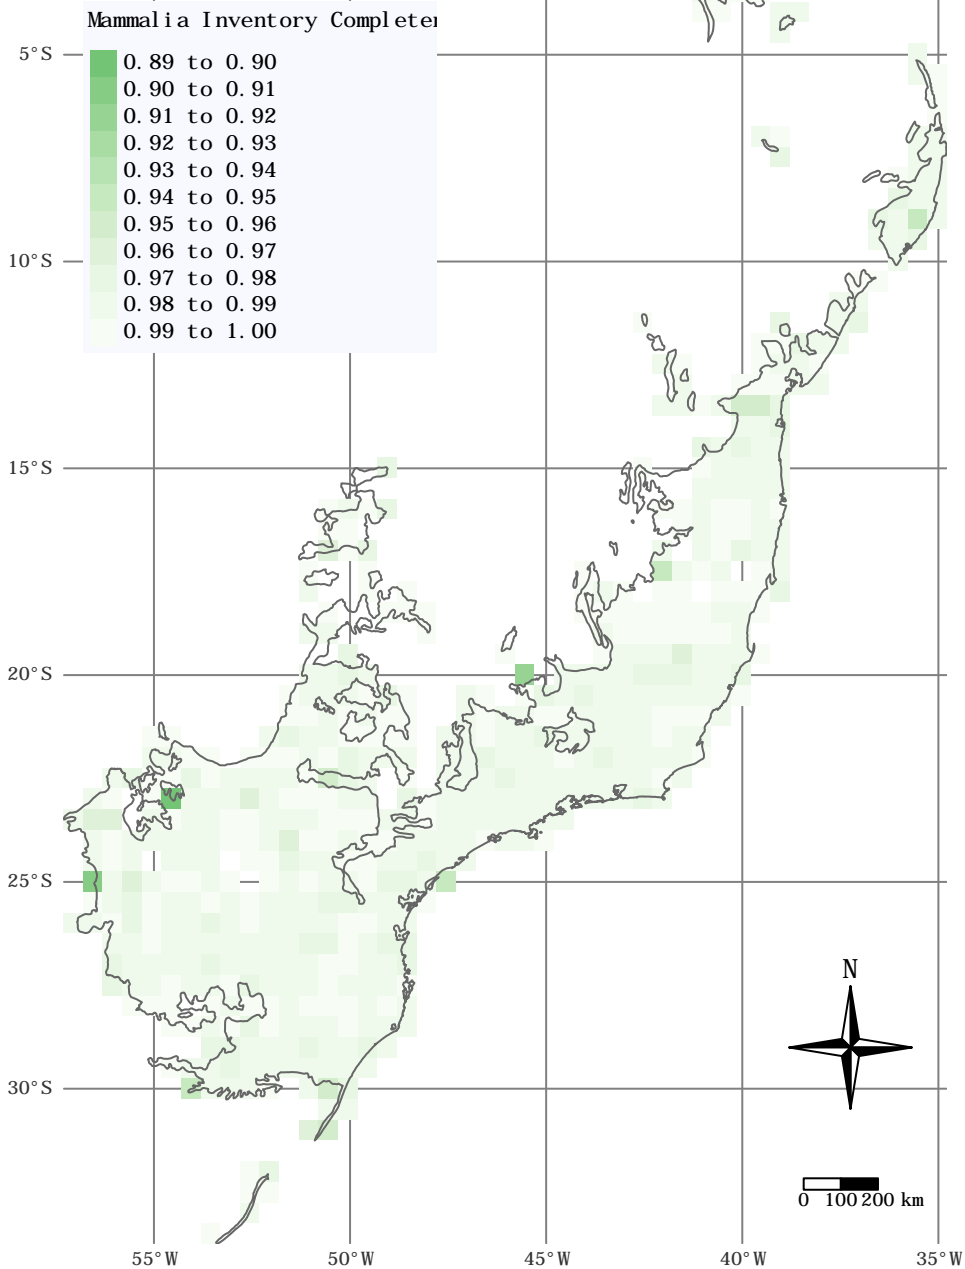 Mammalia Inventory Complete
0.89 to 0.90
0.90 to 0.91
0.91 to 0.92
0.92 to 0.93
0.93 to 0.94
0.94 to 0.95
0.95 to 0.96
0.96 to 0.97
0.97 to 0.98
0.98 to 0.99
0.99 to 1.00
5°S
10°S
15°S
20°S
25°S
30°S
N
0 100 200 km
55°W 50°W 45°W 40°W 35°W